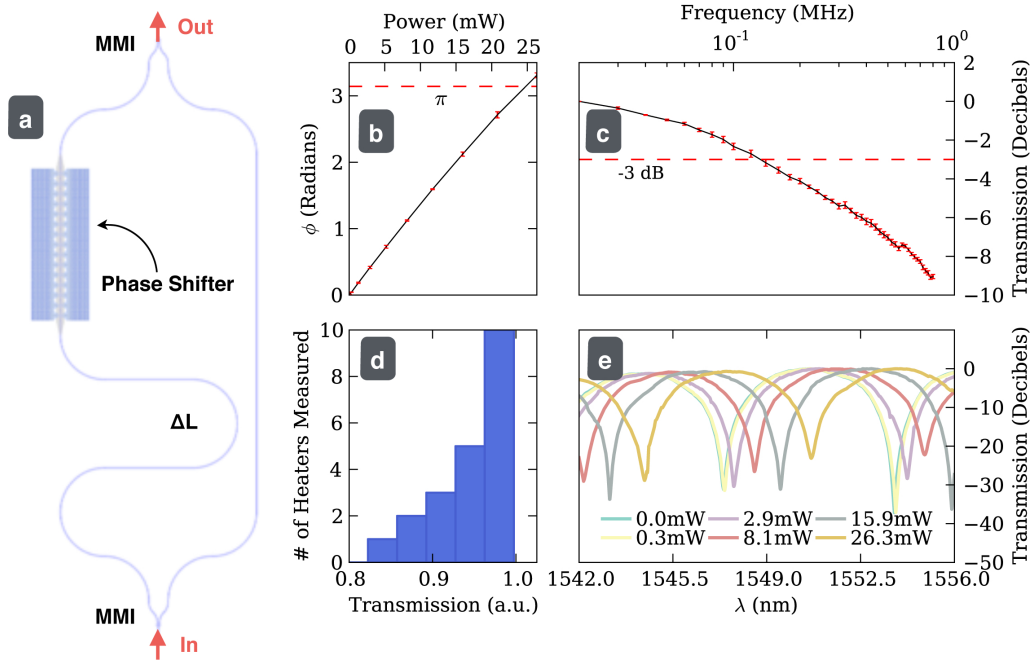 Out
MMI
a
Phase Shifter
ΔL
MMI
In
Power (mW)
0 5 10 15 20 25
3
2
1
0
ϕ (Radians)
π
b
Frequency (MHz)
10⁻¹ 10⁰
c
-3 dB
2
0
−2
−4
−6
−8
−10
Transmission (Decibels)
10
8
6
4
2
0
# of Heaters Measured
d
0.8 0.9 1.0
Transmission (a.u.)
e
0
−10
−20
−30
−40
−50
Transmission (Decibels)
0.0mW 2.9mW 15.9mW
0.3mW 8.1mW 26.3mW
1542.0 1545.5 1549.0 1552.5 1556.0
λ (nm)